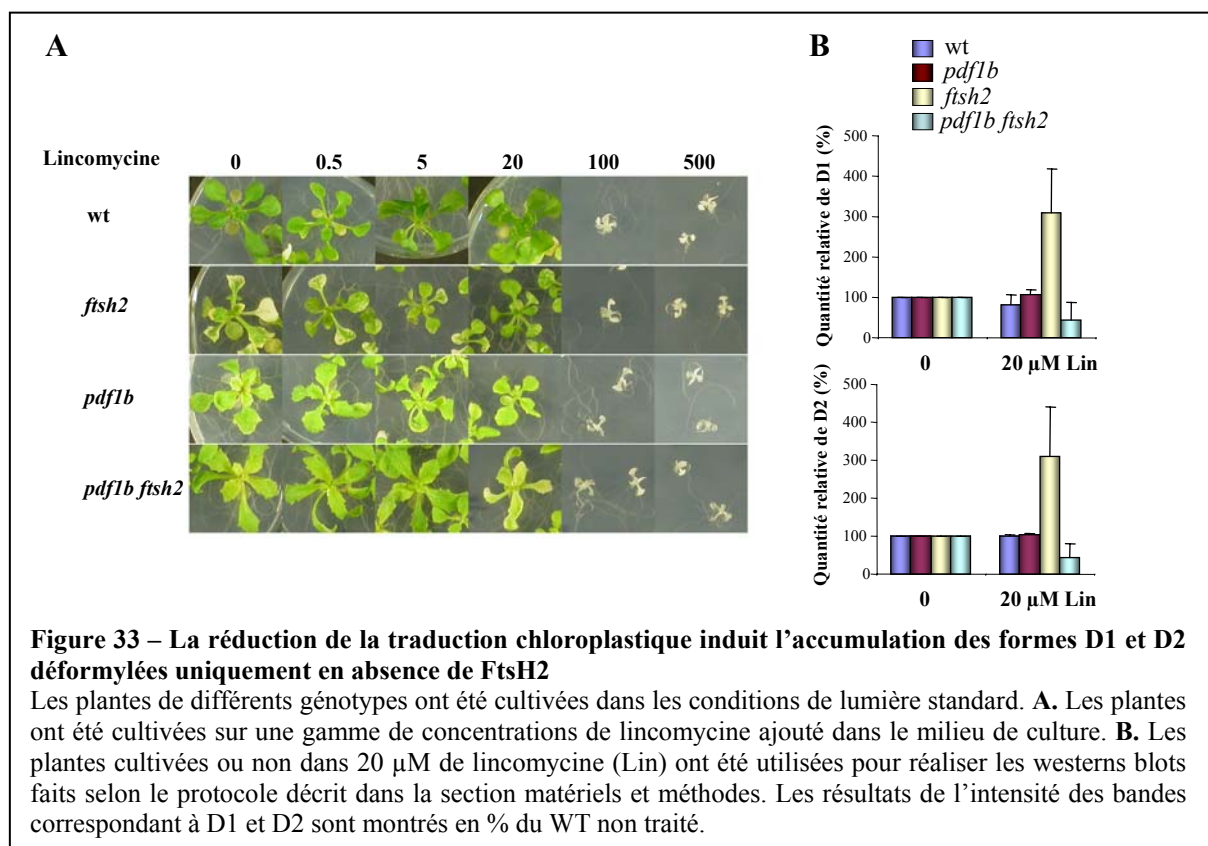 A
B
wt
pdf1b
ftsh2
pdf1b ftsh2
Lincomycine 0 0.5 5 20 100 500
wt
ftsh2
pdf1b
pdf1b ftsh2
Quantité relative de D1 (%)
500
400
300
200
100
0
0 20 µM Lin
Quantité relative de D2 (%)
500
400
300
200
100
0
0 20 µM Lin
Figure 33 – La réduction de la traduction chloroplastique induit l’accumulation des formes D1 et D2
déformylées uniquement en absence de FtsH2
Les plantes de différents génotypes ont été cultivées dans les conditions de lumière standard. A. Les plantes
ont été cultivées sur une gamme de concentrations de lincomycine ajouté dans le milieu de culture. B. Les
plantes cultivées ou non dans 20 µM de lincomycine (Lin) ont été utilisées pour réaliser les westerns blots
faits selon le protocole décrit dans la section matériels et méthodes. Les résultats de l’intensité des bandes
correspondant à D1 et D2 sont montrés en % du WT non traité.